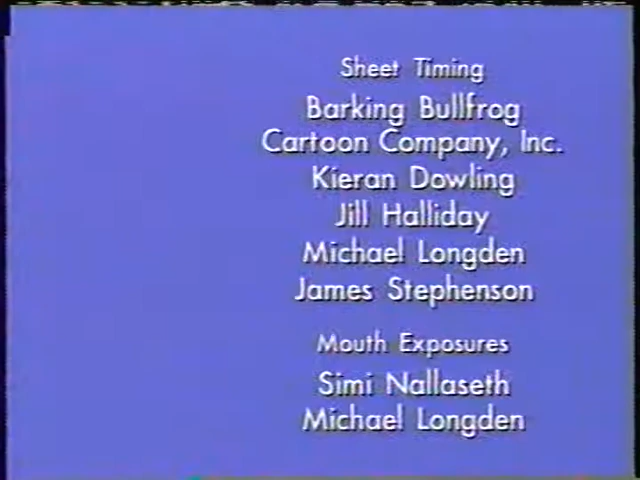 Sheet Timing
Barking Bullfrog
Cartoon Company, Inc.
Kieran Dowling
Jill Halliday
Michael Longden
James Stephenson
Mouth Exposures
Simi Nallaseth
Michael Longden